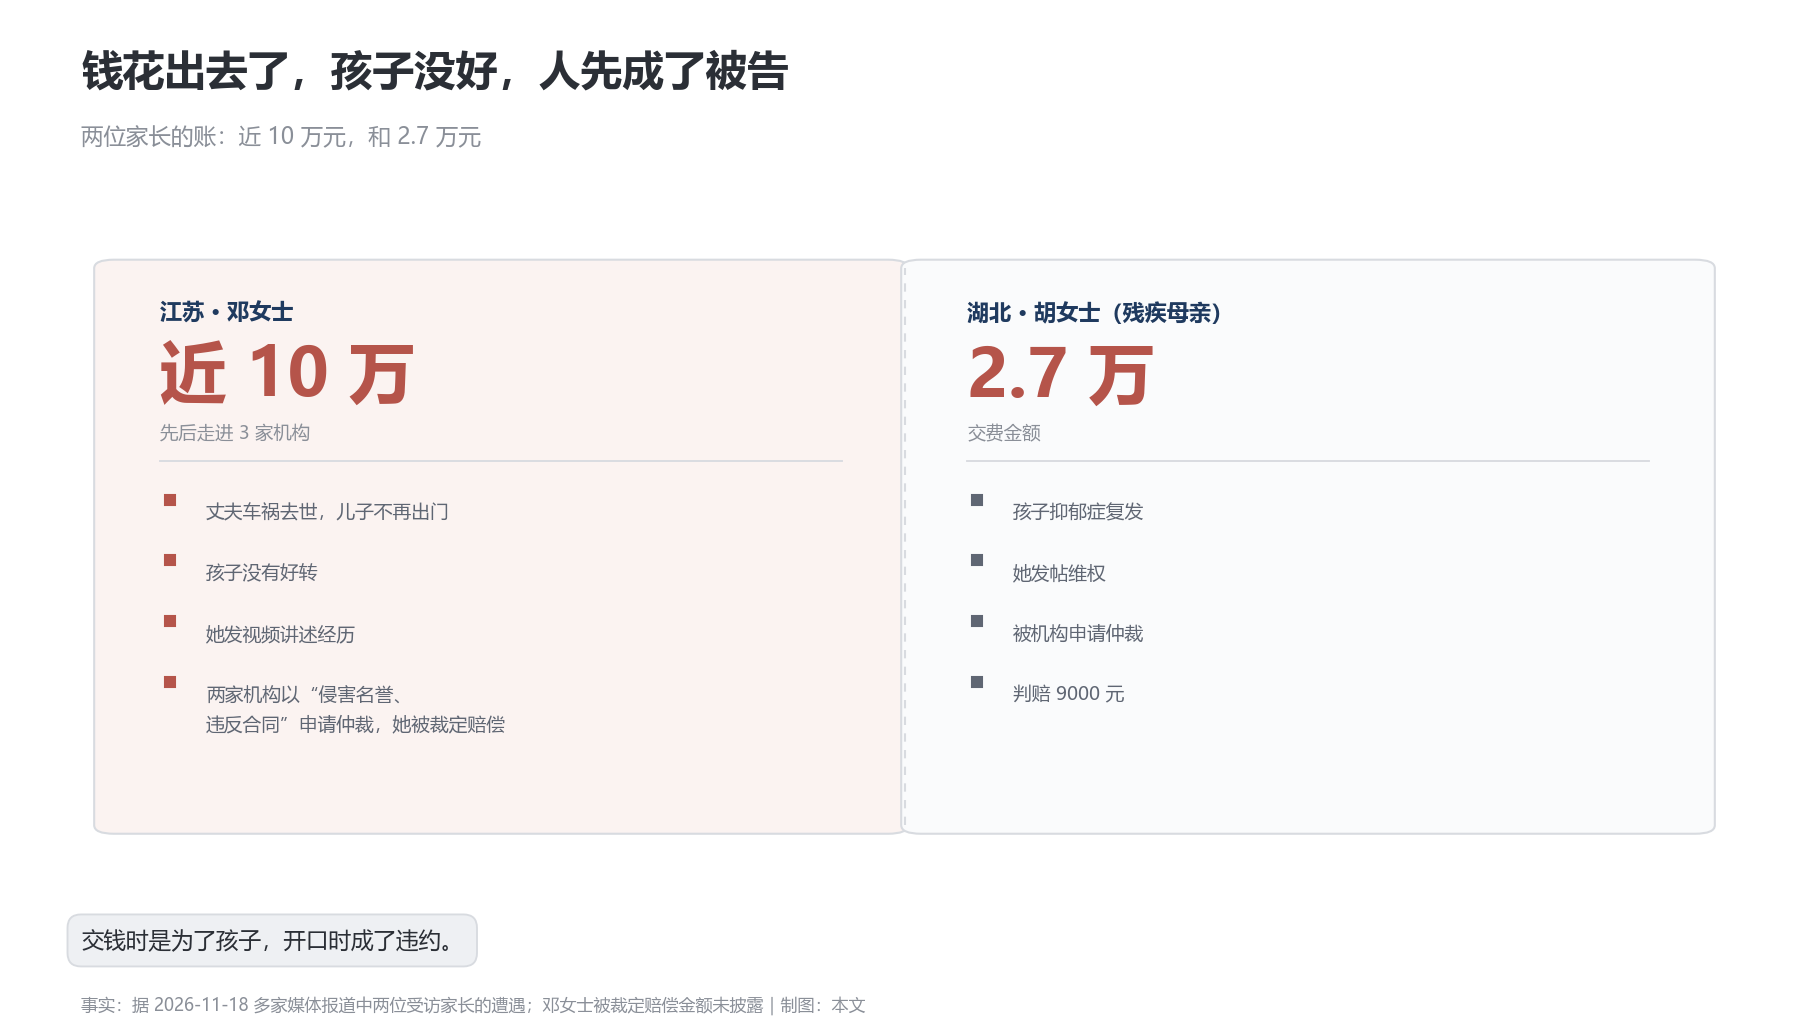 钱花出去了，孩子没好，人先成了被告
两位家长的账：近 10 万元，和 2.7 万元
江苏 · 邓女士
近 10 万
先后走进 3 家机构
丈夫车祸去世，儿子不再出门
孩子没有好转
她发视频讲述经历
两家机构以“侵害名誉、
违反合同”申请仲裁，她被裁定赔偿
湖北 · 胡女士（残疾母亲）
2.7 万
交费金额
孩子抑郁症复发
她发帖维权
被机构申请仲裁
判赔 9000 元
交钱时是为了孩子，开口时成了违约。
事实：据 2026-11-18 多家媒体报道中两位受访家长的遭遇；邓女士被裁定赔偿金额未披露 | 制图：本文